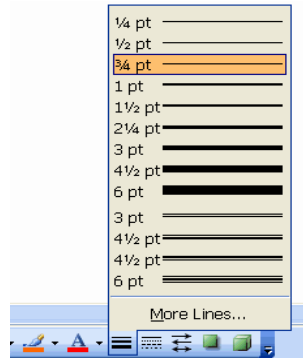 ¼ pt
½ pt
¾ pt
1 pt
1½ pt
2¼ pt
3 pt
4½ pt
6 pt
3 pt
4½ pt
4½ pt
6 pt
More Lines...
A